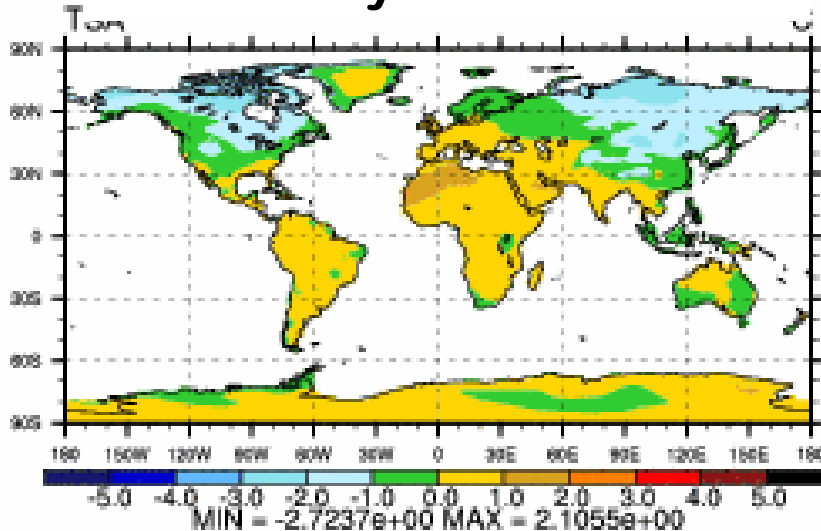 90N
60N
30N
0
30S
60S
90S
180 150W 120W 90W 60W 30W 0 30E 60E 90E 120E 150E 180
-5.0 -4.0 -3.0 -2.0 -1.0 0.0 1.0 2.0 3.0 4.0 5.0
MIN = -2.7237e+00 MAX = 2.1055e+00